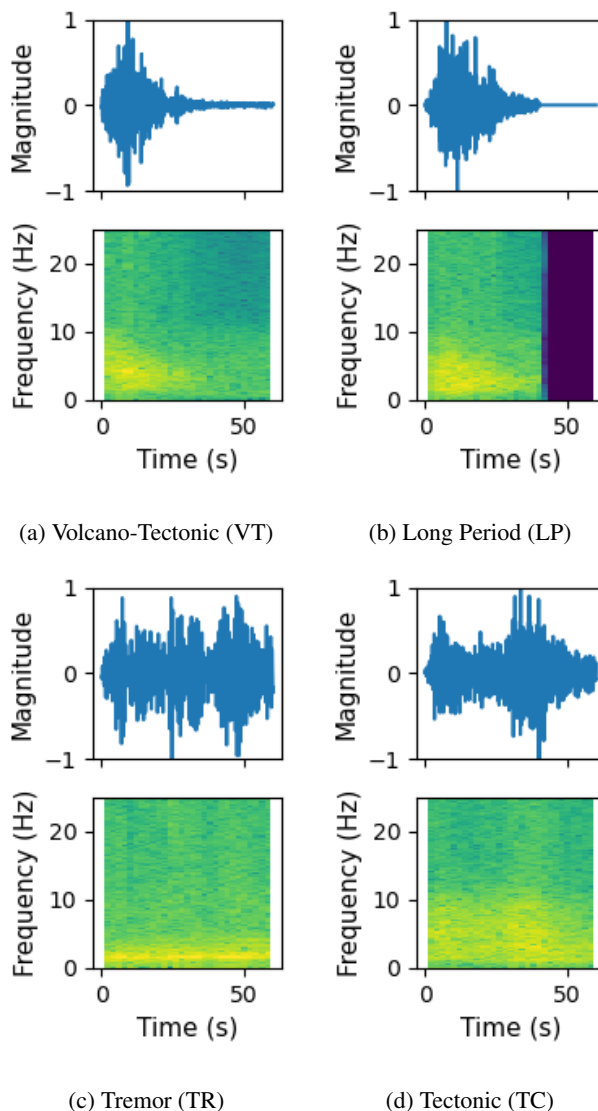 1
0
−1
Magnitude
1
0
−1
Magnitude
20
10
0
Frequency (Hz)
0
50
Time (s)
20
10
0
Frequency (Hz)
0
50
Time (s)
(a) Volcano-Tectonic (VT)
(b) Long Period (LP)
1
0
−1
Magnitude
1
0
−1
Magnitude
20
10
0
Frequency (Hz)
0
50
Time (s)
20
10
0
Frequency (Hz)
0
50
Time (s)
(c) Tremor (TR)
(d) Tectonic (TC)